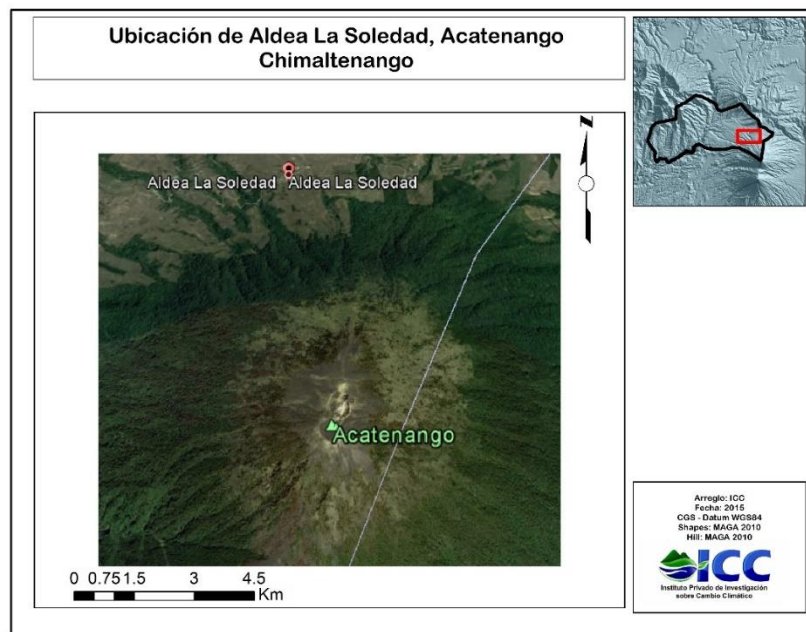 Ubicación de Aldea La Soledad, Acatenango
Chimaltenango
Z
Aldea La Soledad Aldea La Soledad
Acatenango
0 0.75 1.5 3 4.5
Km
Arreglo: ICC
Fecha: 2015
CGS - Datum WGS84
Shapes: MAGA 2010
Hill: MAGA 2010
ICC
Instituto Privado de Investigación
sobre Cambio Climático